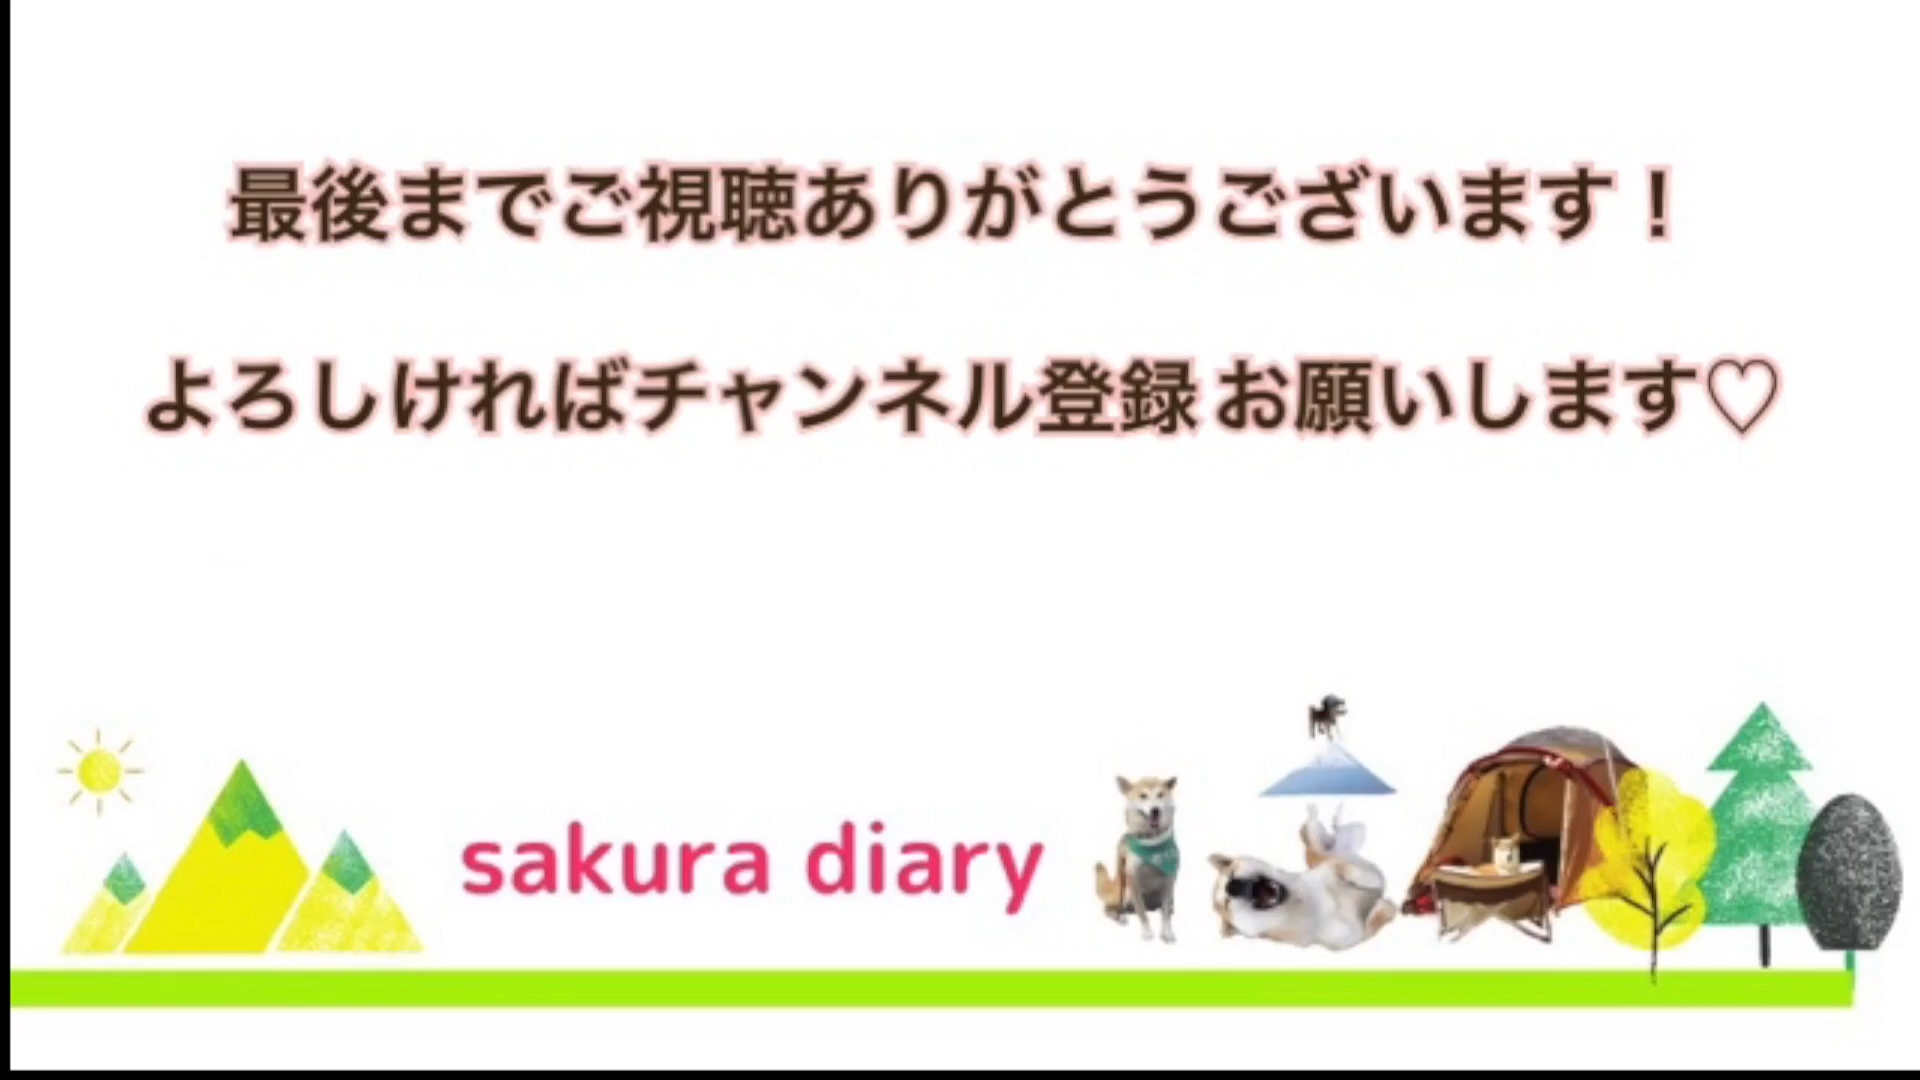 最後までご視聴ありがとうございます！
よろしければチャンネル登録お願いします♡
sakura diary